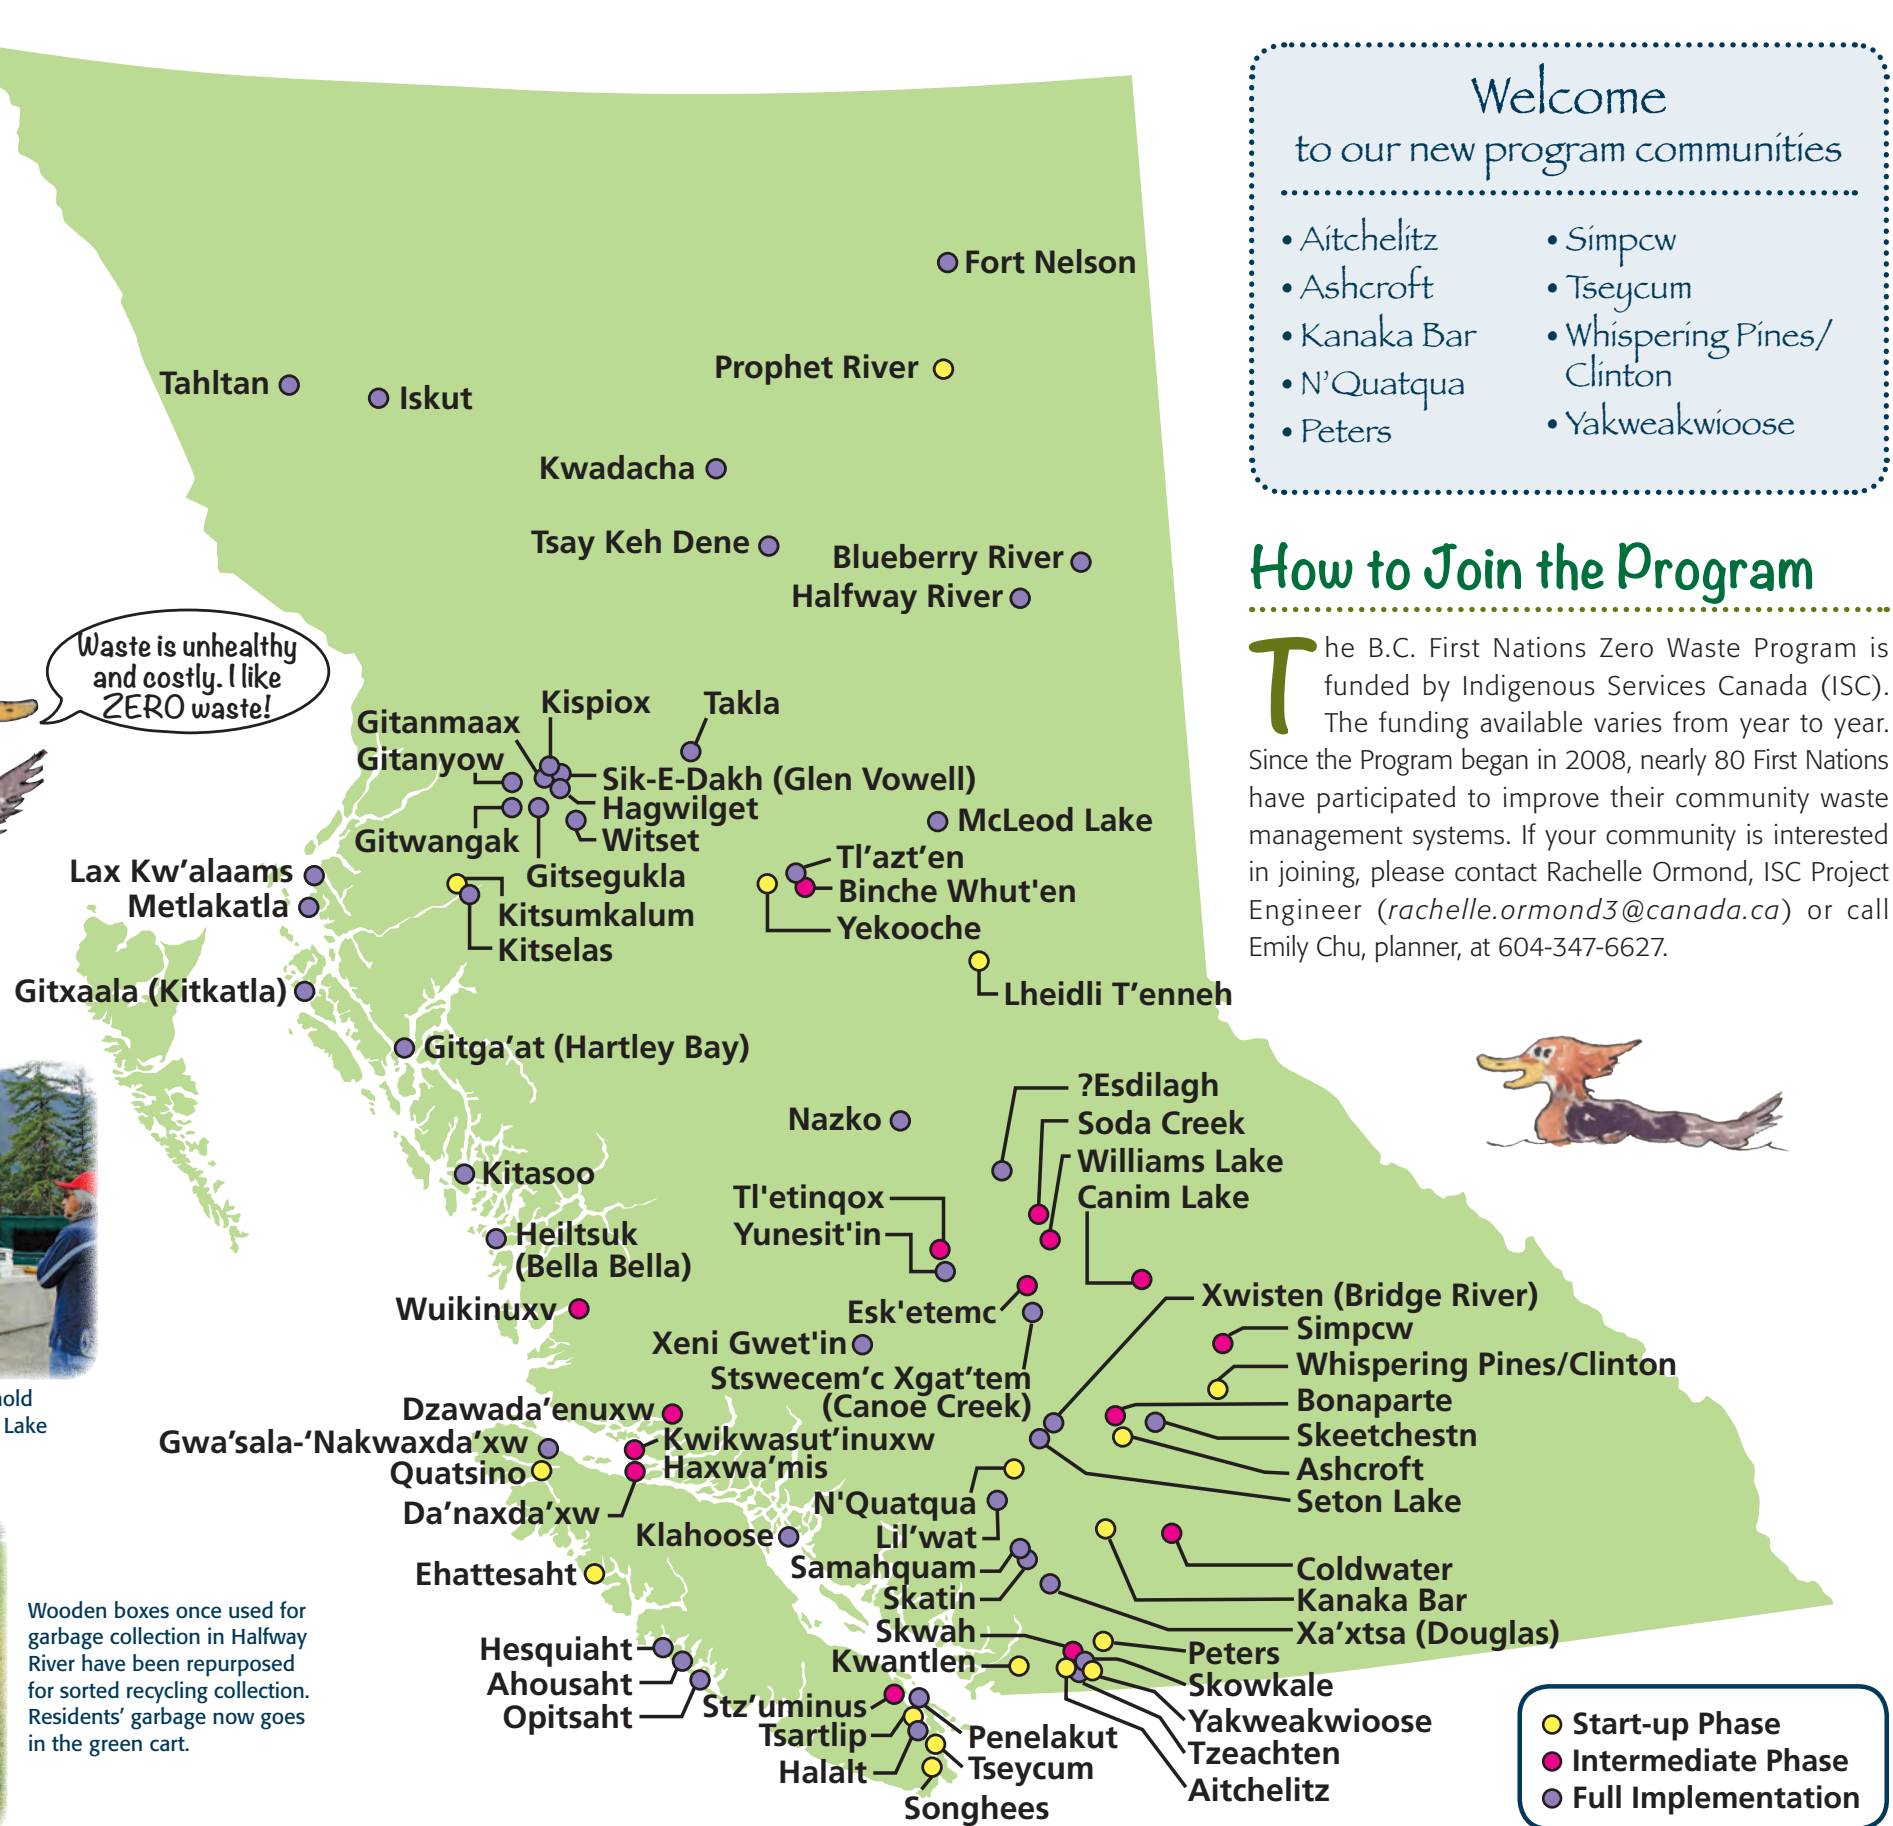 Welcome
to our new program communities
• Aitchelitz
• Ashcroft
• Kanaka Bar
• N'Quatqua
• Peters
• Simpcw
• Tseycum
• Whispering Pines/
Clinton
• Yakweakwioose
How to Join the Program
The B.C. First Nations Zero Waste Program is
funded by Indigenous Services Canada (ISC).
The funding available varies from year to year.
Since the Program began in 2008, nearly 80 First Nations
have participated to improve their community waste
management systems. If your community is interested
in joining, please contact Rachelle Ormond, ISC Project
Engineer (rachelle.ormond3@canada.ca) or call
Emily Chu, planner, at 604-347-6627.
Fort Nelson
Prophet River
Tahltan
Iskut
Kwadacha
Tsay Keh Dene
Blueberry River
Halfway River
Waste is unhealthy
and costly. I like
ZERO waste!
Kispiox
Takla
Gitanmaax
Gitanyow
Sik-E-Dakh (Glen Vowell)
Hagwilget
Witset
Gitwangak
Gitsegukla
McLeod Lake
Tl'azt'en
Binche Whut'en
Yekooche
Lax Kw'alaams
Metlakatla
Kitsumkalum
Kitselas
Gitxaala (Kitkatla)
Lheidli T'enneh
Gitga'at (Hartley Bay)
?Esdilagh
Soda Creek
Williams Lake
Canim Lake
Nazko
Kitasoo
Tl'etinqox
Yunesit'in
Heiltsuk
(Bella Bella)
Wuikinuxv
Esk'etemc
Xeni Gwet'in
Stswecem'c Xgat'tem
(Canoe Creek)
Xwisten (Bridge River)
Simpcw
Whispering Pines/Clinton
Bonaparte
Skeetchestn
Ashcroft
Seton Lake
Dzawada'enuxw
Gwa'sala-'Nakwaxda'xw
Kwikwasut'inuxw
Haxwa'mis
Quatsino
Da'naxda'xw
Klahoose
N'Quatqua
Lil'wat
Samahquam
Skatin
Ehattesaht
Coldwater
Kanaka Bar
Xa'xtsa (Douglas)
Skwah
Kwantlen
Peters
Skowkale
Yakweakwioose
Tzeachten
Aitchelitz
Hesquiaht
Ahousaht
Opitsaht
Stz'uminus
Tsartlip
Halalt
Penelakut
Tseycum
Songhees
old
Lake
Wooden boxes once used for
garbage collection in Halfway
River have been repurposed
for sorted recycling collection.
Residents' garbage now goes
in the green cart.
Start-up Phase
Intermediate Phase
Full Implementation